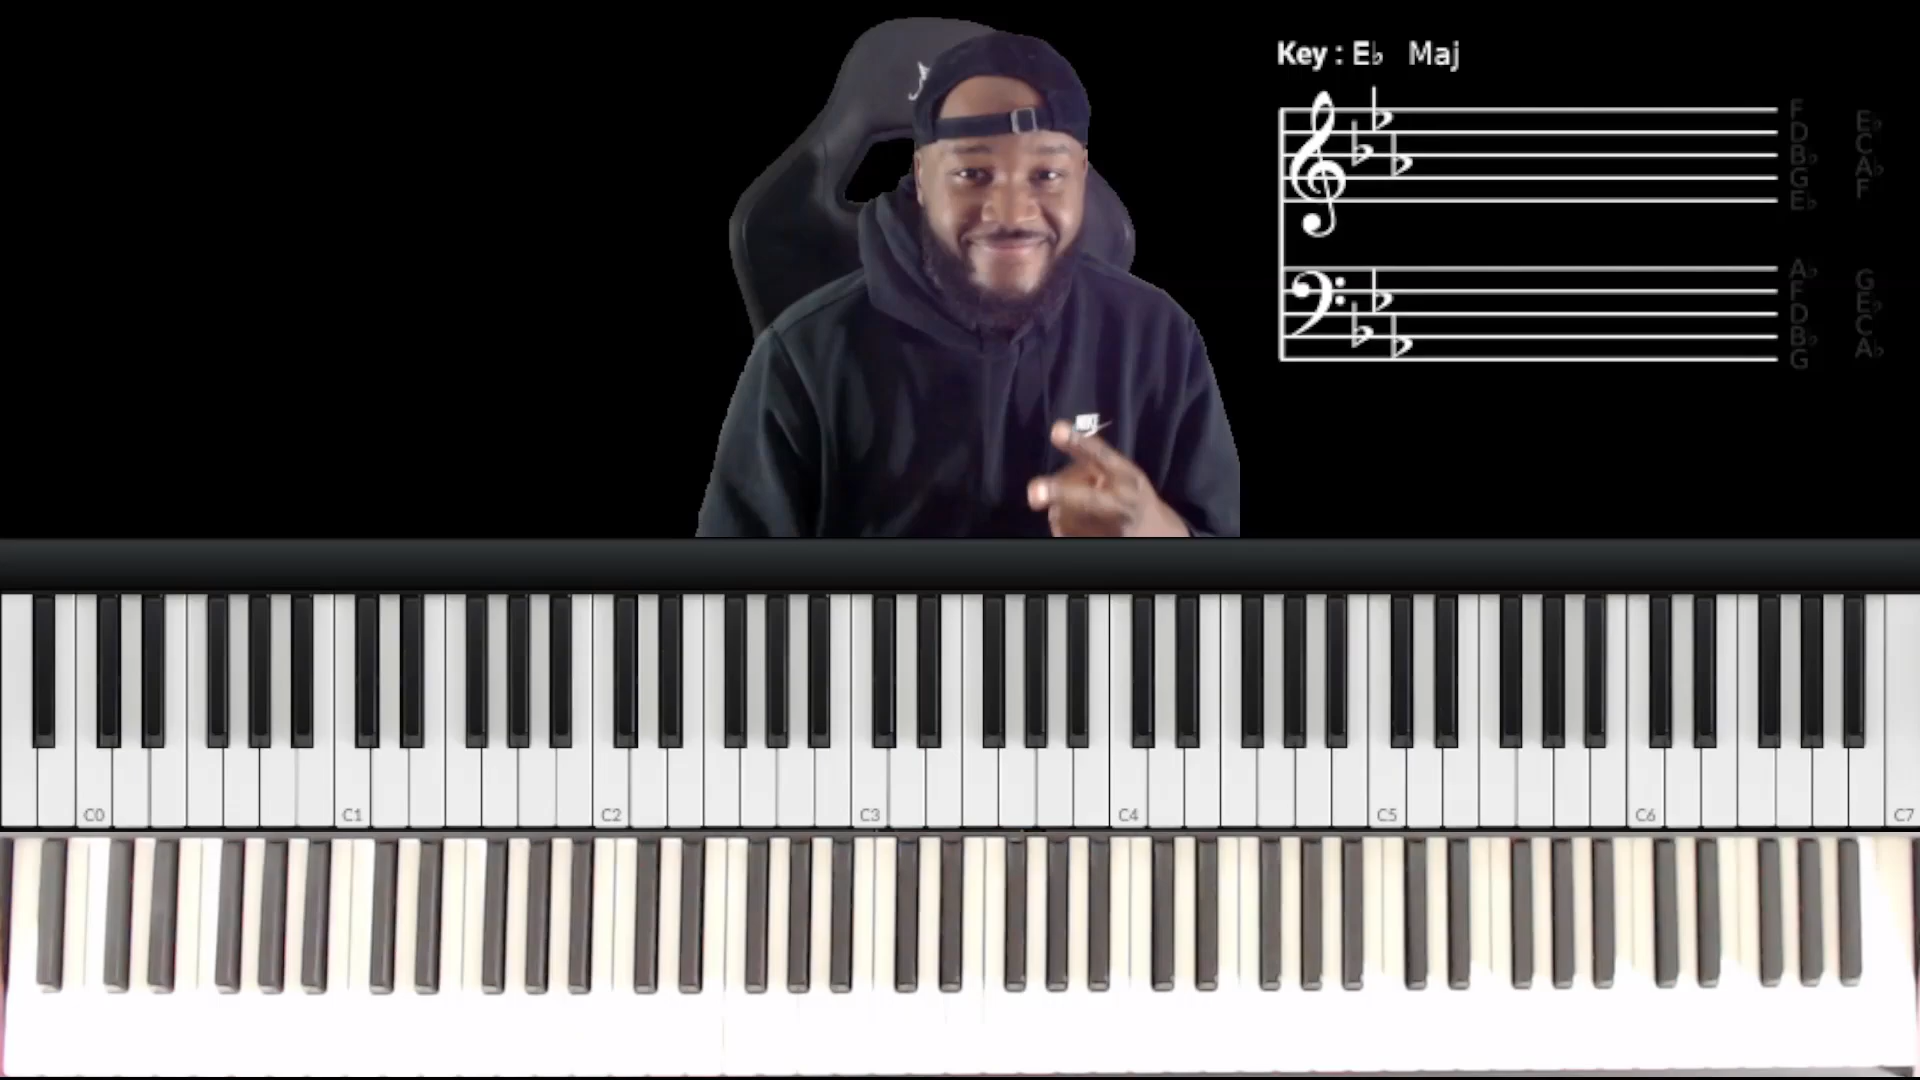 Key : E♭ Maj
F
D
B♭
G
E♭
E♭
C
A♭
F
A♭
F
D
B♭
G
G
E♭
C
A♭
C0 C1 C2 C3 C4 C5 C6 C7